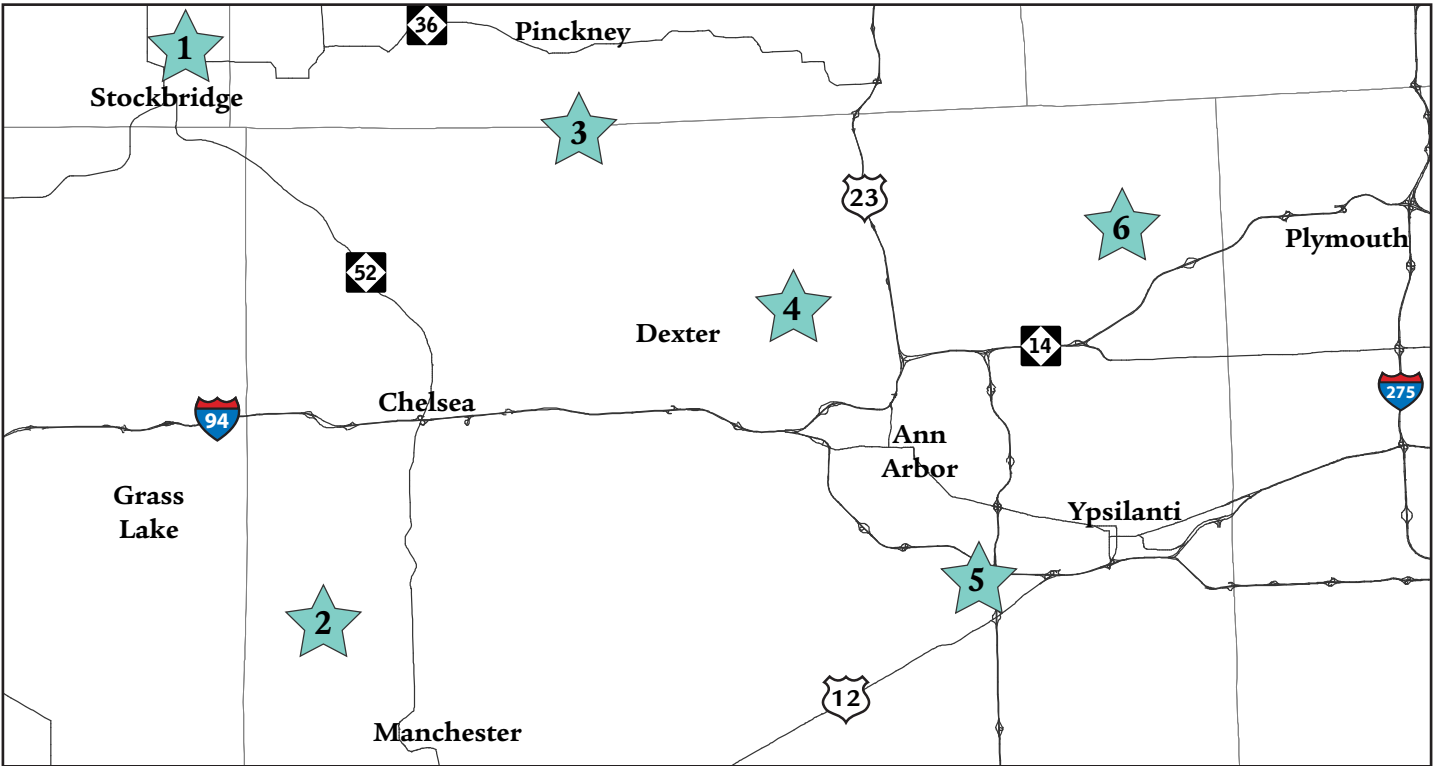 36
Pinckney
1
Stockbridge
3
23
6
Plymouth
52
4
Dexter
14
275
Chelsea
94
Ann
Arbor
Grass
Lake
Ypsilanti
5
2
12
Manchester